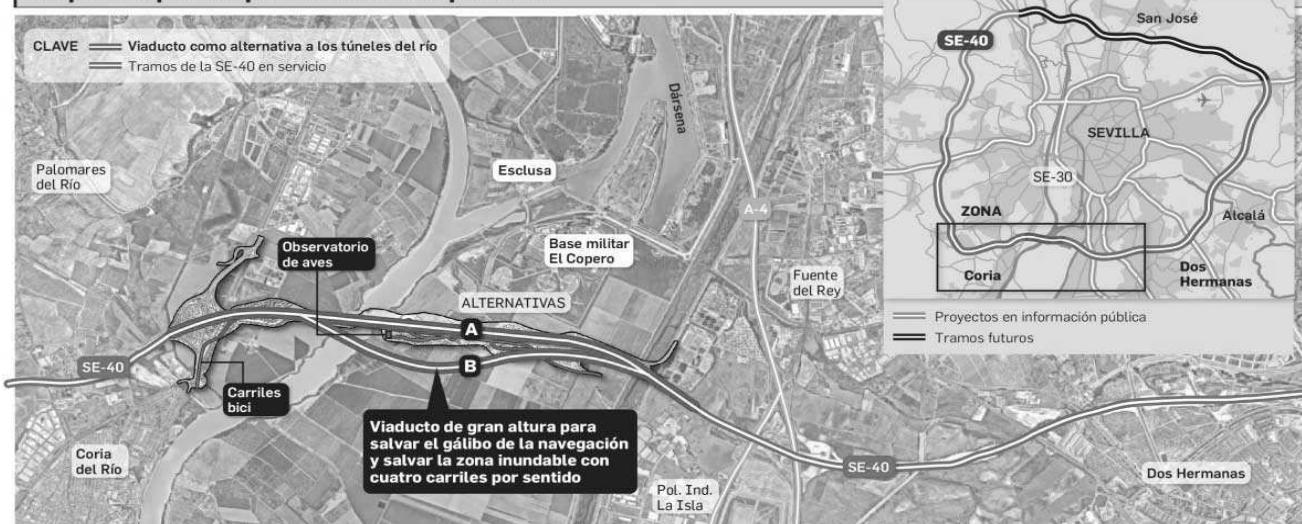 CLAVE
Viaducto como alternativa a los túneles del río
Tramos de la SE-40 en servicio
Palomares
del Río
Esclusa
Dársena
A-4
Observatorio
de aves
Base militar
El Copero
Fuente
del Rey
ALTERNATIVAS
A
B
SE-40
Carriles
bici
Viaducto de gran altura para
salvar el gálibo de la navegación
y salvar la zona inundable con
cuatro carriles por sentido
Coria
del Río
Pol. Ind.
La Isla
SE-40
Dos Hermanas
San José
SE-40
SEVILLA
SE-30
ZONA
Alcalá
Coria
Dos
Hermanas
Proyectos en información pública
Tramos futuros